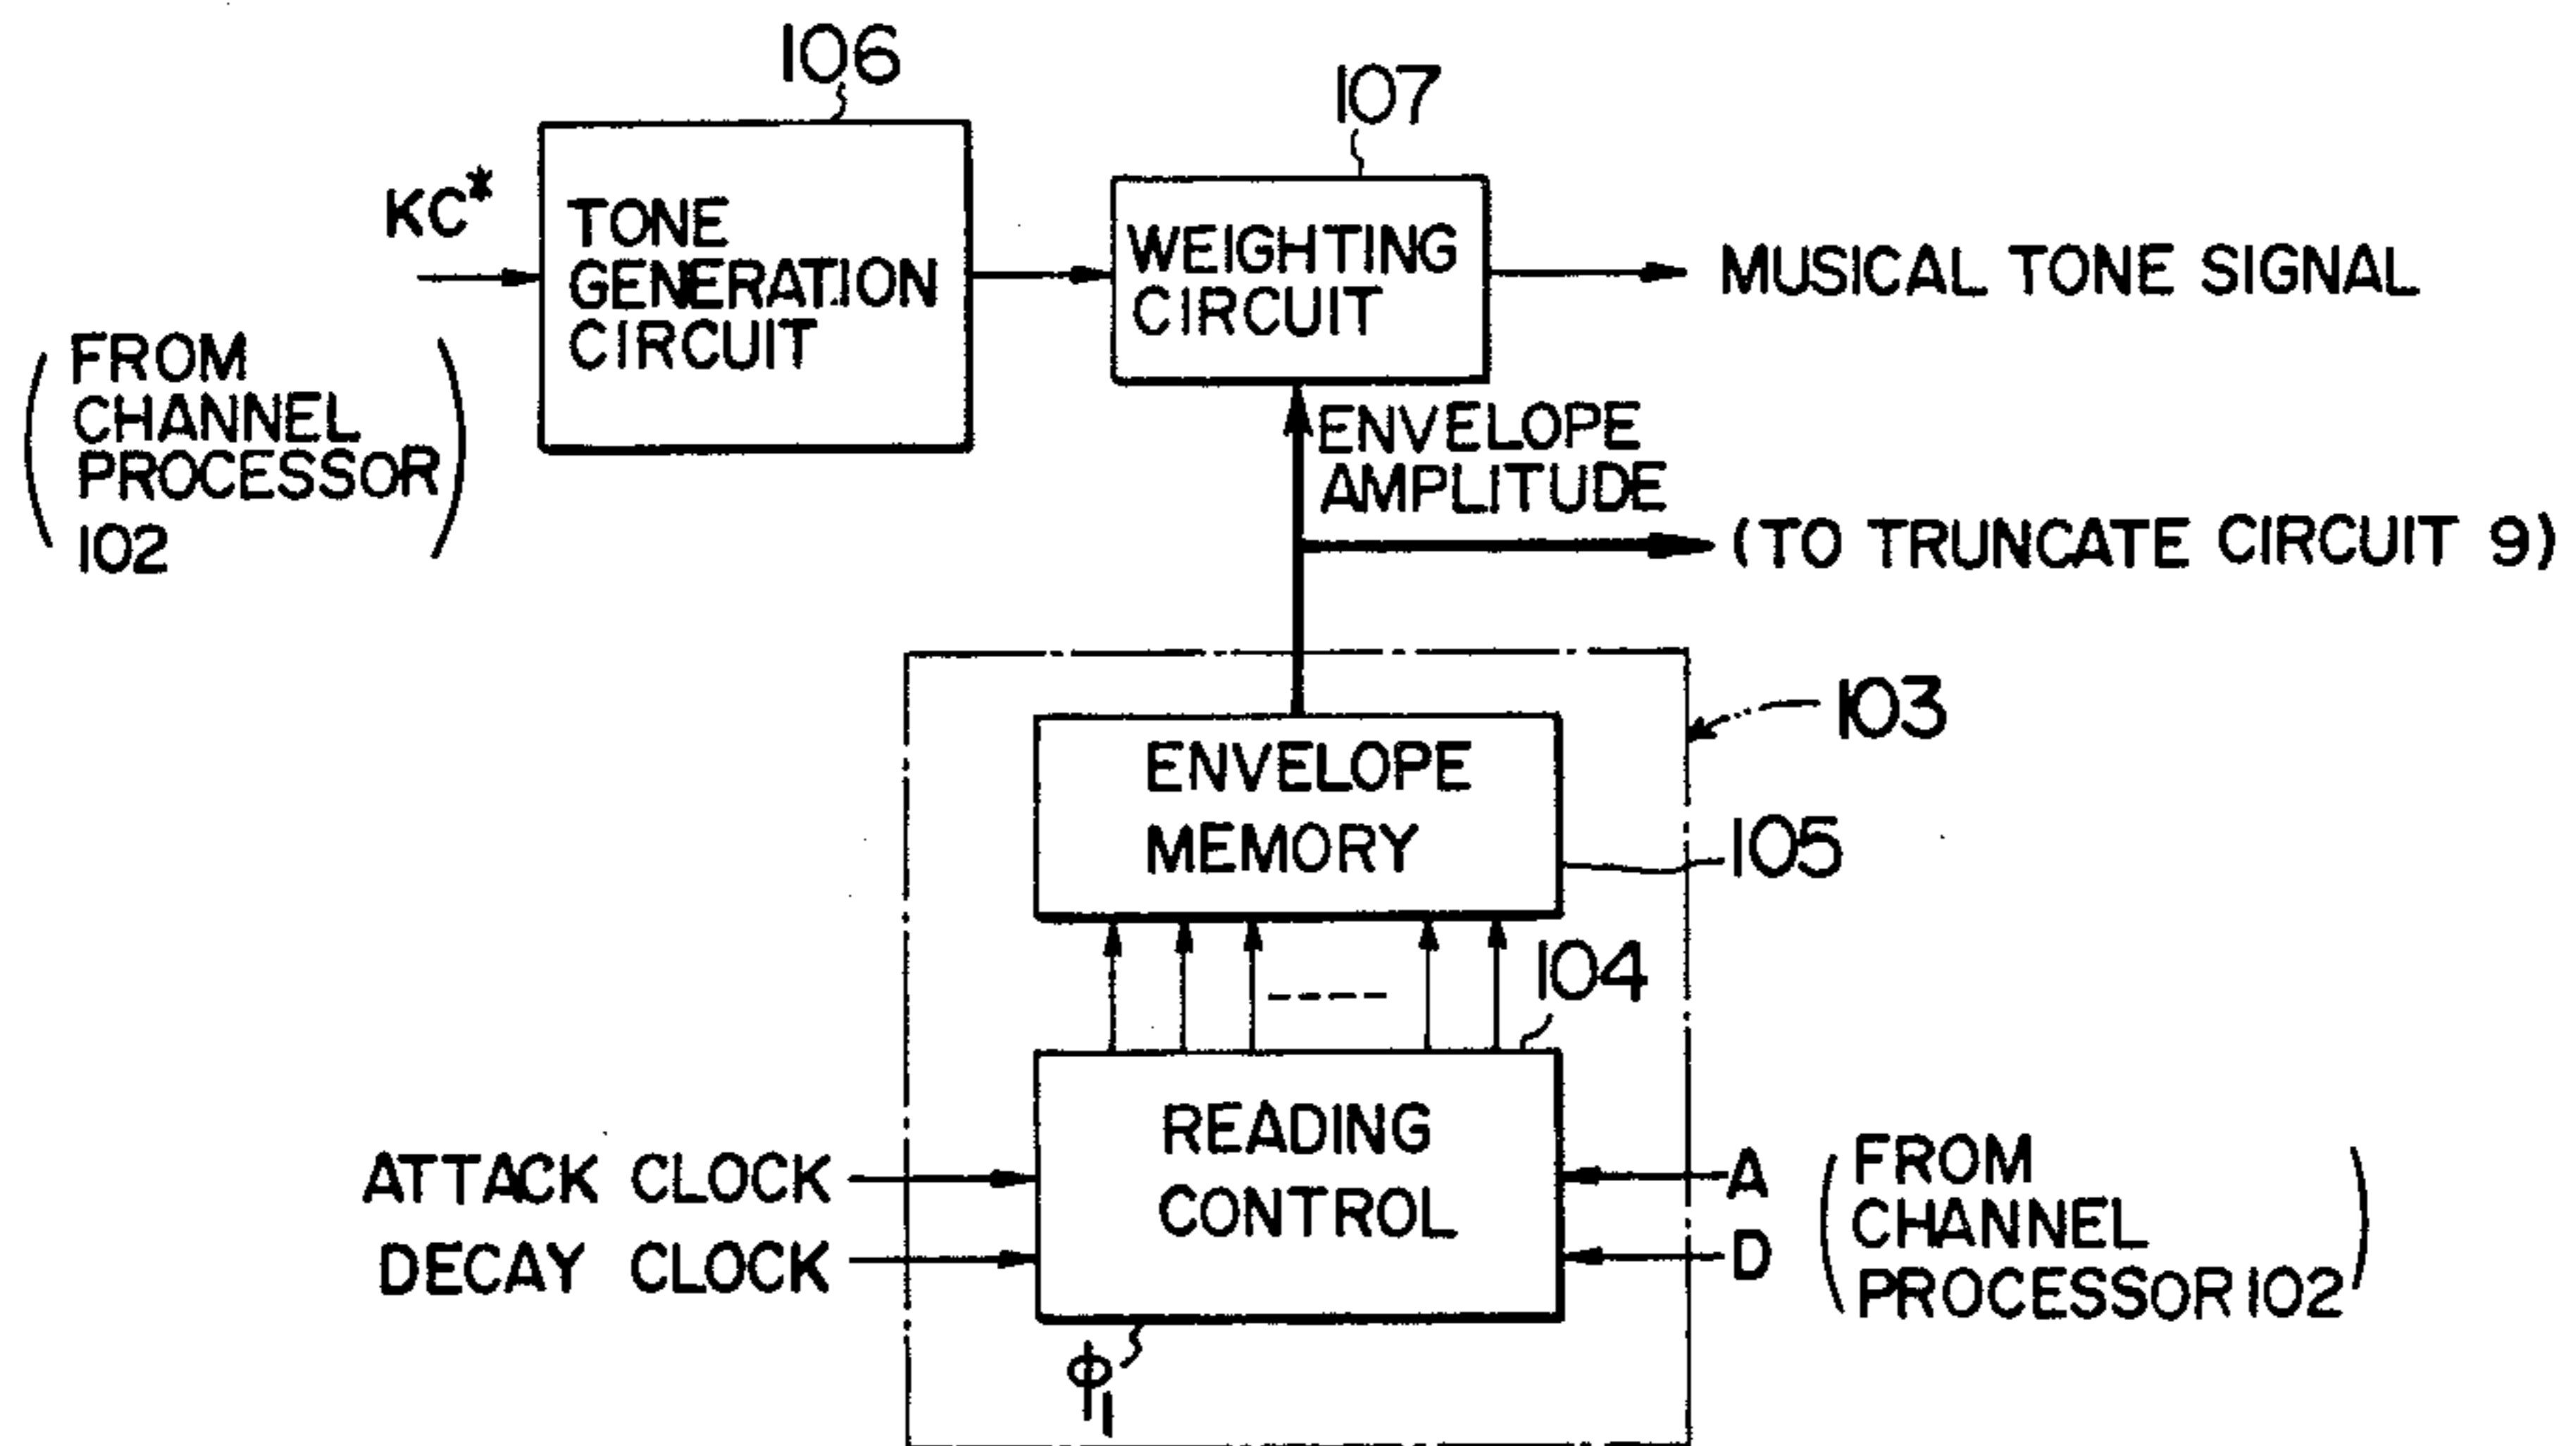 106
107
KC*
TONE
GENERATION
CIRCUIT
WEIGHTING
CIRCUIT
MUSICAL TONE SIGNAL
(FROM
CHANNEL
PROCESSOR
102)
ENVELOPE
AMPLITUDE
(TO TRUNCATE CIRCUIT 9)
103
ENVELOPE
MEMORY
105
104
READING
CONTROL
ATTACK CLOCK
DECAY CLOCK
A
D
(FROM
CHANNEL
PROCESSOR 102)
ϕ1